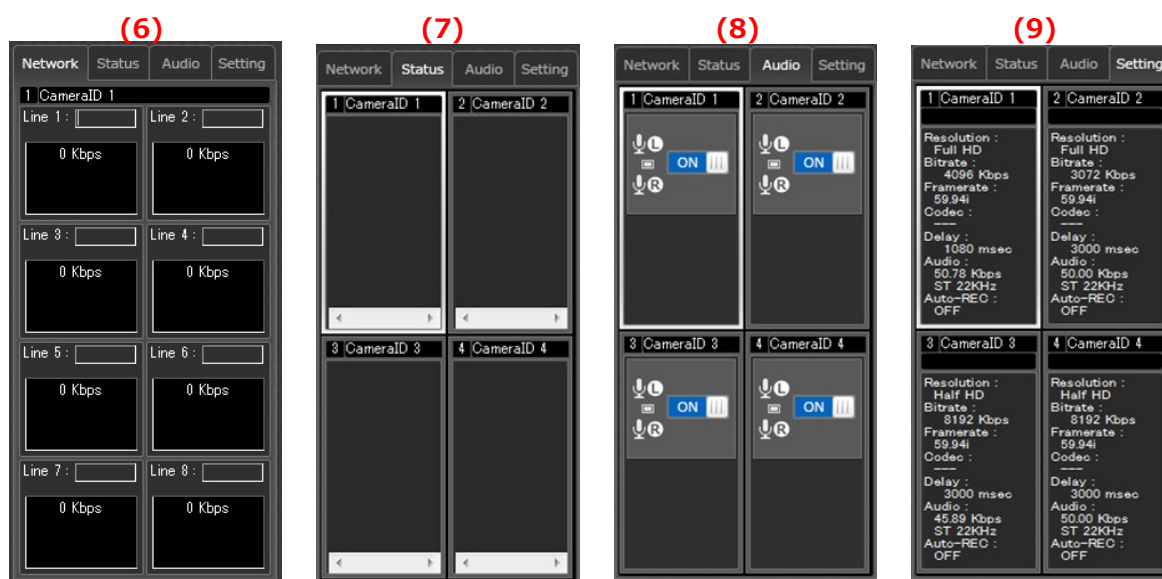 (6)
Network Status Audio Setting
1 CameraID 1
Line 1 : Line 2 :
0 Kbps 0 Kbps
Line 3 : Line 4 :
0 Kbps 0 Kbps
Line 5 : Line 6 :
0 Kbps 0 Kbps
Line 7 : Line 8 :
0 Kbps 0 Kbps
(7)
Network Status Audio Setting
1 CameraID 1 2 CameraID 2
3 CameraID 3 4 CameraID 4
(8)
Network Status Audio Setting
1 CameraID 1 2 CameraID 2
L L
ON ON
R R
3 CameraID 3 4 CameraID 4
L L
ON ON
R R
(9)
Network Status Audio Setting
1 CameraID 1
Resolution :
Full HD
Bitrate :
4096 Kbps
Framerate :
59.94i
Codec :
---
Delay :
1080 msec
Audio :
50.78 Kbps
ST 22KHz
Auto-REC :
OFF
2 CameraID 2
Resolution :
Full HD
Bitrate :
3072 Kbps
Framerate :
59.94i
Codec :
---
Delay :
3000 msec
Audio :
50.00 Kbps
ST 22KHz
Auto-REC :
OFF
3 CameraID 3
Resolution :
Half HD
Bitrate :
8192 Kbps
Framerate :
59.94i
Codec :
---
Delay :
3000 msec
Audio :
45.89 Kbps
ST 22KHz
Auto-REC :
OFF
4 CameraID 4
Resolution :
Half HD
Bitrate :
8192 Kbps
Framerate :
59.94i
Codec :
---
Delay :
3000 msec
Audio :
50.00 Kbps
ST 22KHz
Auto-REC :
OFF